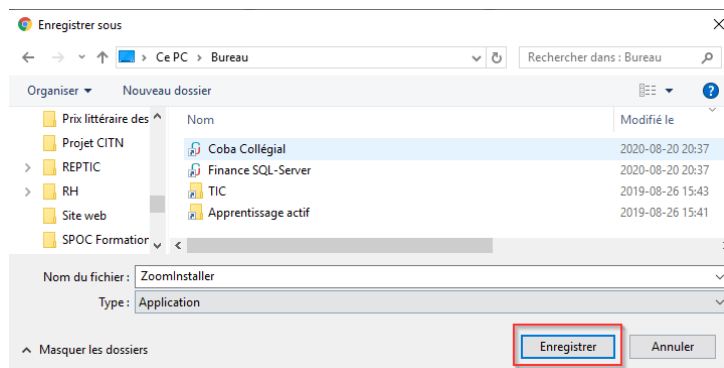 Enregistrer sous
Ce PC > Bureau
Rechercher dans : Bureau
Organiser
Nouveau dossier
Nom
Modifié le
Prix littéraire des
Projet CITN
REPTIC
RH
Site web
SPOC Formation
Coba Collégial 2020-08-20 20:37
Finance SQL-Server 2020-08-20 20:37
TIC 2019-08-26 15:43
Apprentissage actif 2019-08-26 15:41
Nom du fichier : ZoomInstaller
Type : Application
Masquer les dossiers
Enregistrer
Annuler